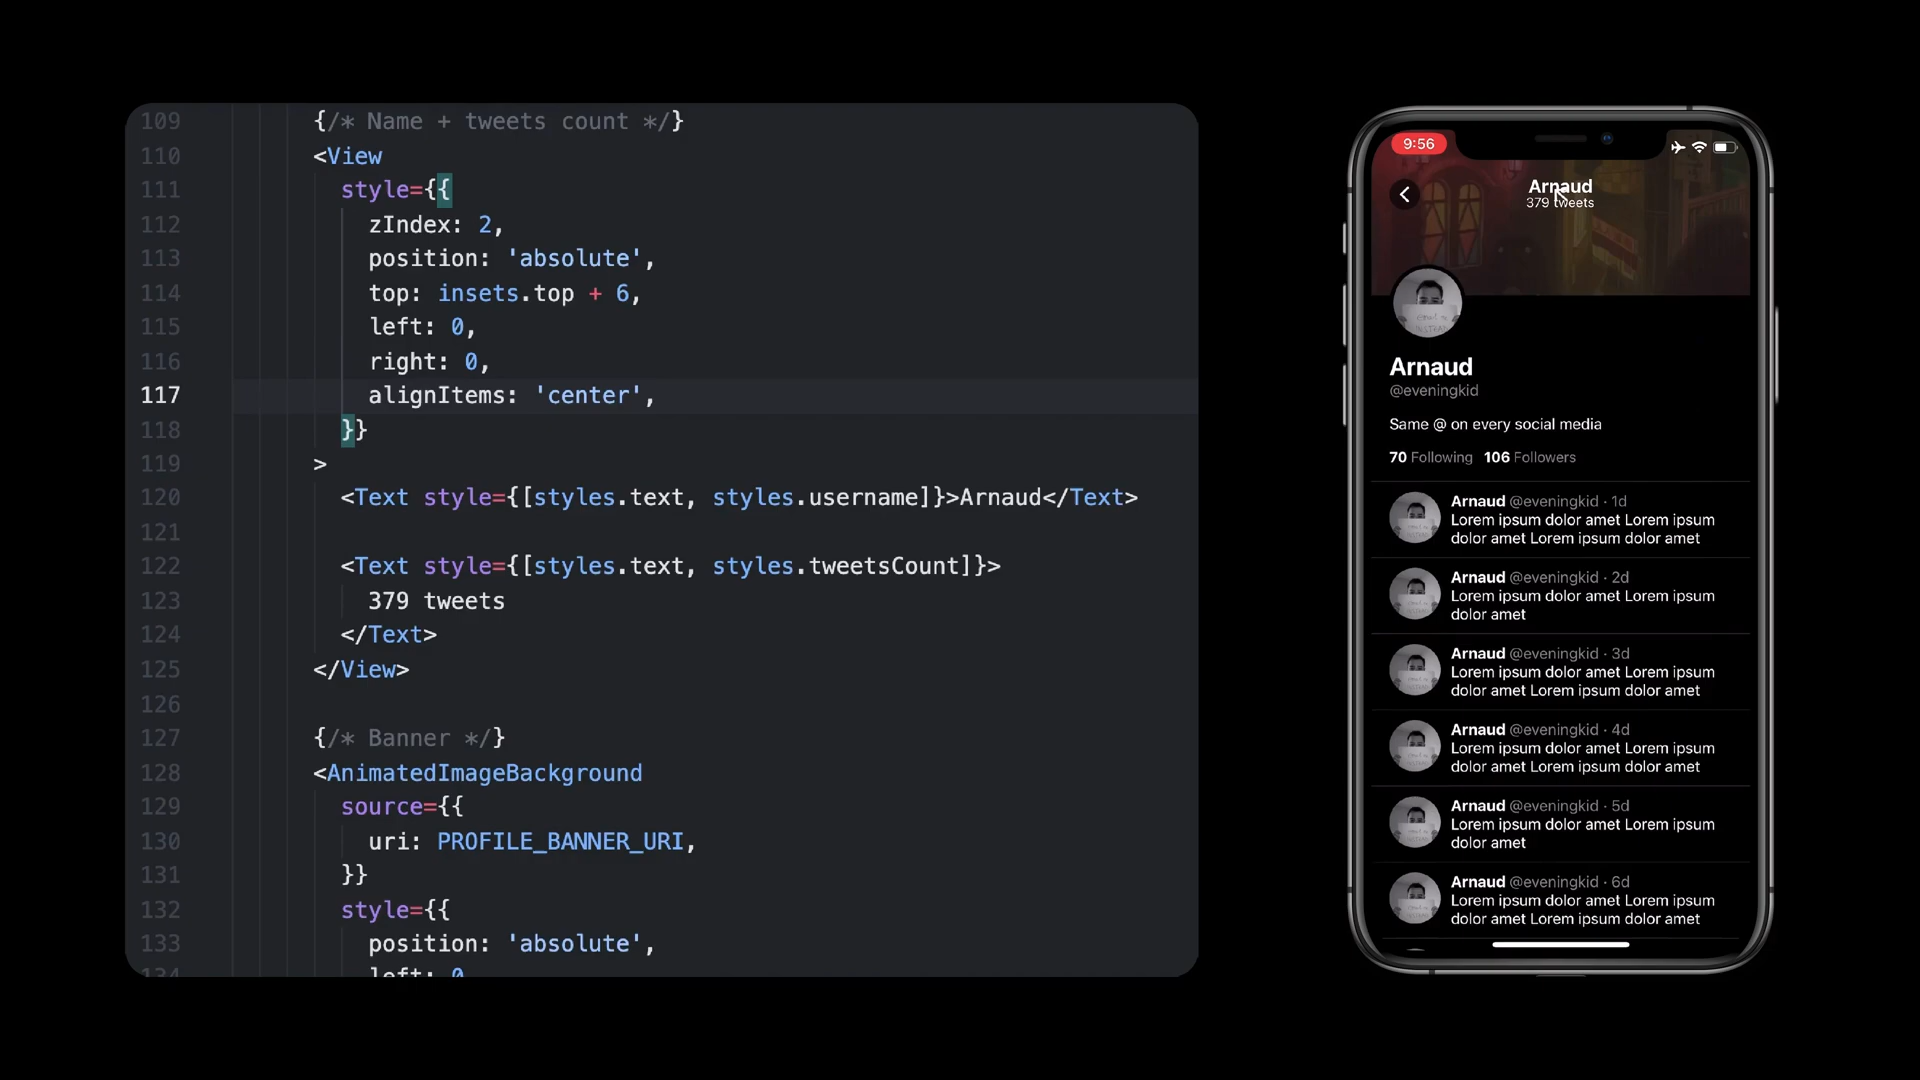 109 {/* Name + tweets count */}
110 <View
111 style={{
112 zIndex: 2,
113 position: 'absolute',
114 top: insets.top + 6,
115 left: 0,
116 right: 0,
117 alignItems: 'center',
118 }}
119 >
120 <Text style={[styles.text, styles.username]}>Arnaud</Text>
121
122 <Text style={[styles.text, styles.tweetsCount]}>
123 379 tweets
124 </Text>
125 </View>
126
127 {/* Banner */}
128 <AnimatedImageBackground
129 source={{
130 uri: PROFILE_BANNER_URI,
131 }}
132 style={{
133 position: 'absolute',
134 left: 0
9:56
Arnaud
379 tweets
Arnaud
@eveningkid
Same @ on every social media
70 Following 106 Followers
Arnaud @eveningkid · 1d
Lorem ipsum dolor amet Lorem ipsum
dolor amet Lorem ipsum dolor amet
Arnaud @eveningkid · 2d
Lorem ipsum dolor amet Lorem ipsum
dolor amet
Arnaud @eveningkid · 3d
Lorem ipsum dolor amet Lorem ipsum
dolor amet Lorem ipsum dolor amet
Arnaud @eveningkid · 4d
Lorem ipsum dolor amet Lorem ipsum
dolor amet Lorem ipsum dolor amet
Arnaud @eveningkid · 5d
Lorem ipsum dolor amet Lorem ipsum
dolor amet
Arnaud @eveningkid · 6d
Lorem ipsum dolor amet Lorem ipsum
dolor amet Lorem ipsum dolor amet